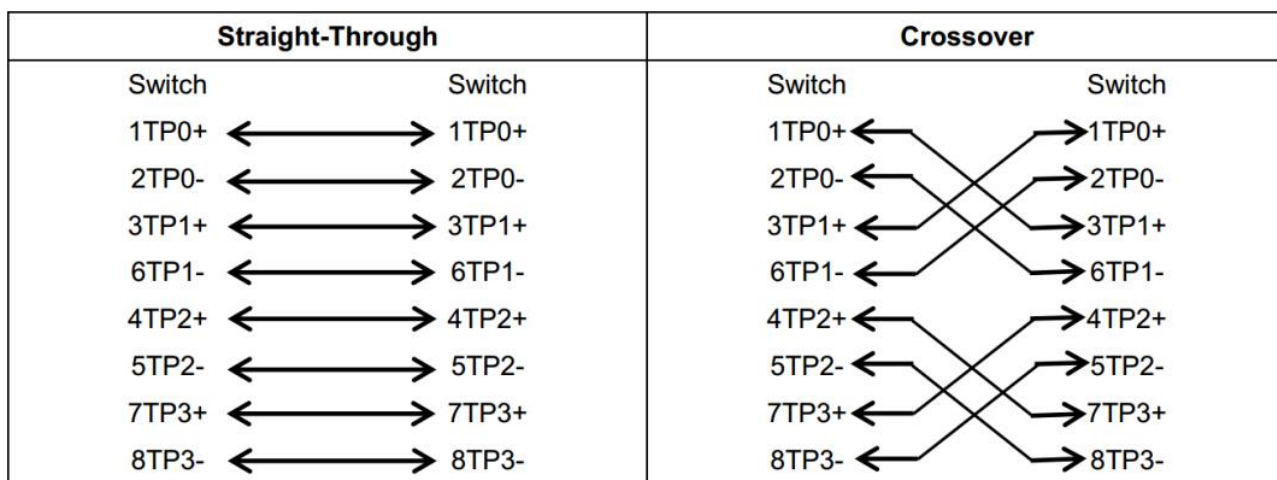 Straight-Through Crossover
Switch Switch Switch Switch
1TP0+ 1TP0+ 1TP0+ 1TP0+
2TP0- 2TP0- 2TP0- 2TP0-
3TP1+ 3TP1+ 3TP1+ 3TP1+
6TP1- 6TP1- 6TP1- 6TP1-
4TP2+ 4TP2+ 4TP2+ 4TP2+
5TP2- 5TP2- 5TP2- 5TP2-
7TP3+ 7TP3+ 7TP3+ 7TP3+
8TP3- 8TP3- 8TP3- 8TP3-